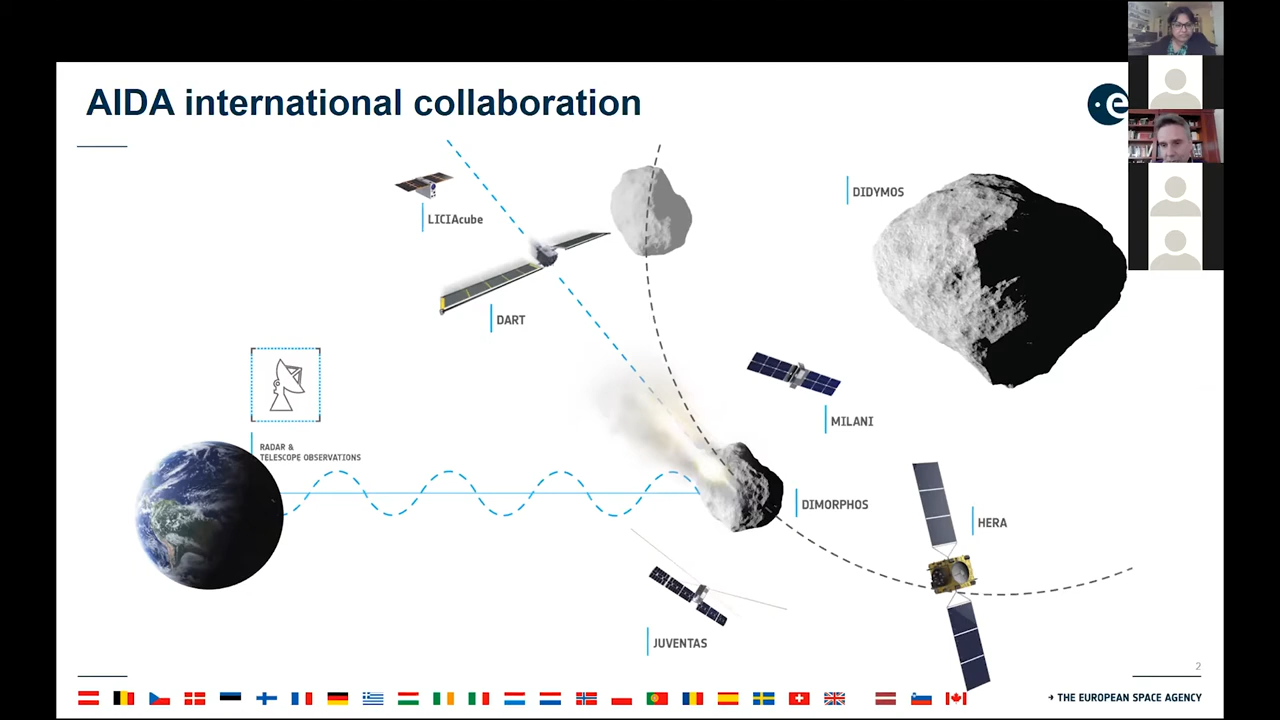 AIDA international collaboration
e
LICIAcube
DIDYMOS
DART
MILANI
RADAR &
TELESCOPE OBSERVATIONS
DIMORPHOS
HERA
JUVENTAS
2
→ THE EUROPEAN SPACE AGENCY